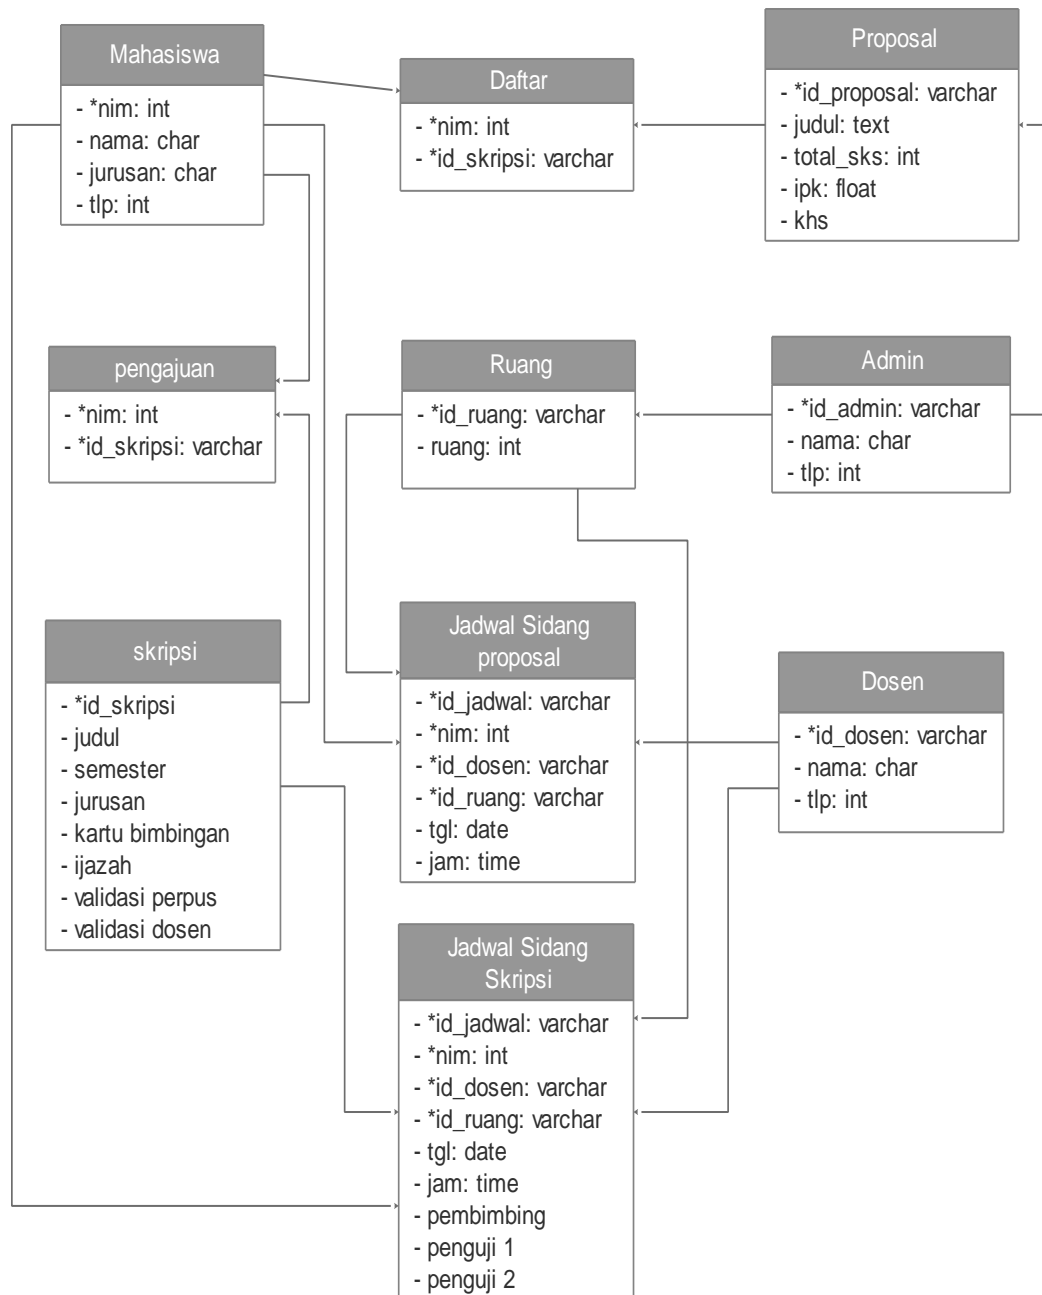 Mahasiswa
- *nim: int
- nama: char
- jurusan: char
- tlp: int
Daftar
- *nim: int
- *id_skripsi: varchar
Proposal
- *id_proposal: varchar
- judul: text
- total_sks: int
- ipk: float
- khs
pengajuan
- *nim: int
- *id_skripsi: varchar
Ruang
- *id_ruang: varchar
- ruang: int
Admin
- *id_admin: varchar
- nama: char
- tlp: int
skripsi
- *id_skripsi
- judul
- semester
- jurusan
- kartu bimbingan
- ijazah
- validasi perpus
- validasi dosen
Jadwal Sidang
proposal
- *id_jadwal: varchar
- *nim: int
- *id_dosen: varchar
- *id_ruang: varchar
- tgl: date
- jam: time
Dosen
- *id_dosen: varchar
- nama: char
- tlp: int
Jadwal Sidang
Skripsi
- *id_jadwal: varchar
- *nim: int
- *id_dosen: varchar
- *id_ruang: varchar
- tgl: date
- jam: time
- pembimbing
- penguji 1
- penguji 2